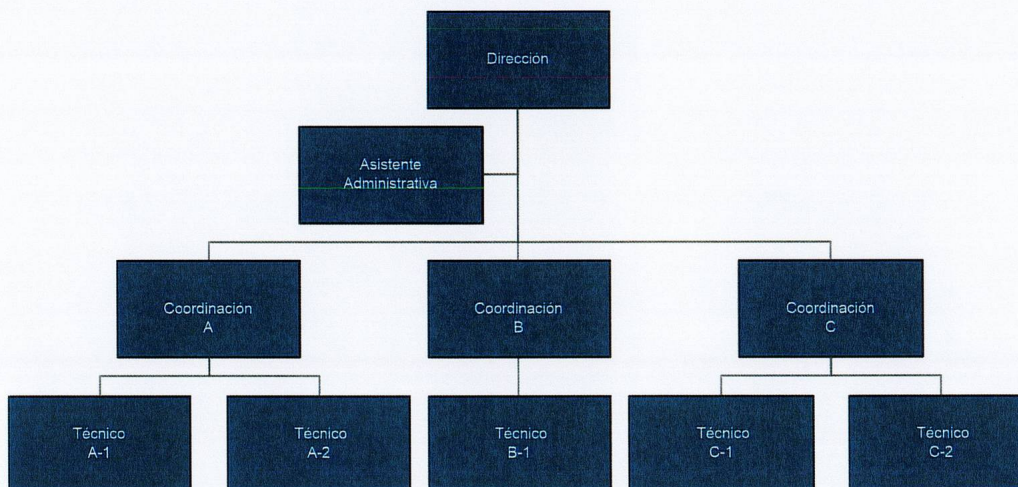 Dirección
Asistente
Administrativa
Coordinación
A
Coordinación
B
Coordinación
C
Técnico
A-1
Técnico
A-2
Técnico
B-1
Técnico
C-1
Técnico
C-2